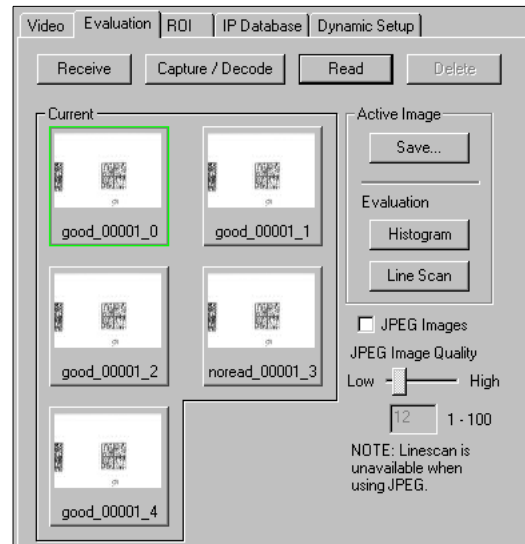 Video Evaluation ROI IP Database Dynamic Setup
Receive Capture / Decode Read Delete
Current
good_00001_0 good_00001_1
good_00001_2 noread_00001_3
good_00001_4
Active Image
Save...
Evaluation
Histogram
Line Scan
JPEG Images
JPEG Image Quality
Low High
12 1 - 100
NOTE: Linescan is
unavailable when
using JPEG.